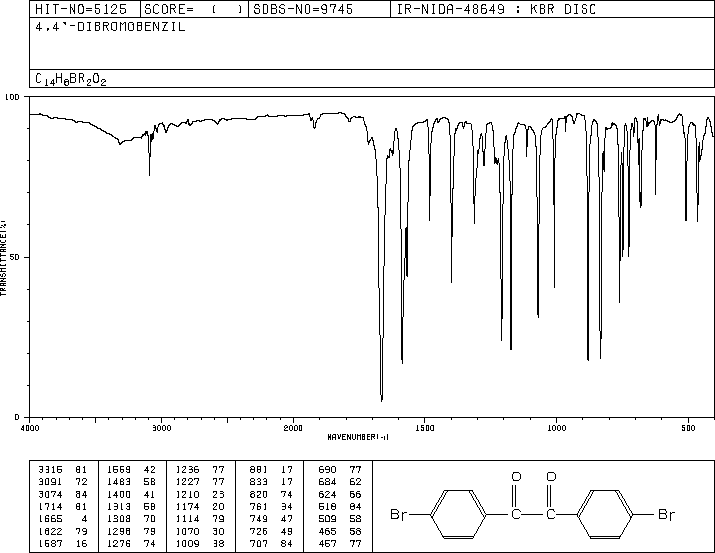 HIT-NO=5125 SCORE= ( ) SDBS-NO=9745 IR-NIDA-48649 : KBR DISC
4,4'-DIBROMOBENZIL
C14H8BR2O2
100
50
0
TRANSMITTANCE(%)
4000 3000 2000 1500 1000 500
WAVENUMBER(-1)
81 1569 42 1236 77 881 17 690 77
3091 72 1483 58 1227 77 833 17 684 62
3074 84 1400 41 1210 23 820 74 624 66
1714 81 1313 58 1174 20 761 34 518 84
1665 4 1308 70 1114 79 749 47 509 58
1622 79 1298 79 1070 30 726 49 465 58
1587 16 1276 74 1009 38 707 84 457 77
O O
Br C C Br